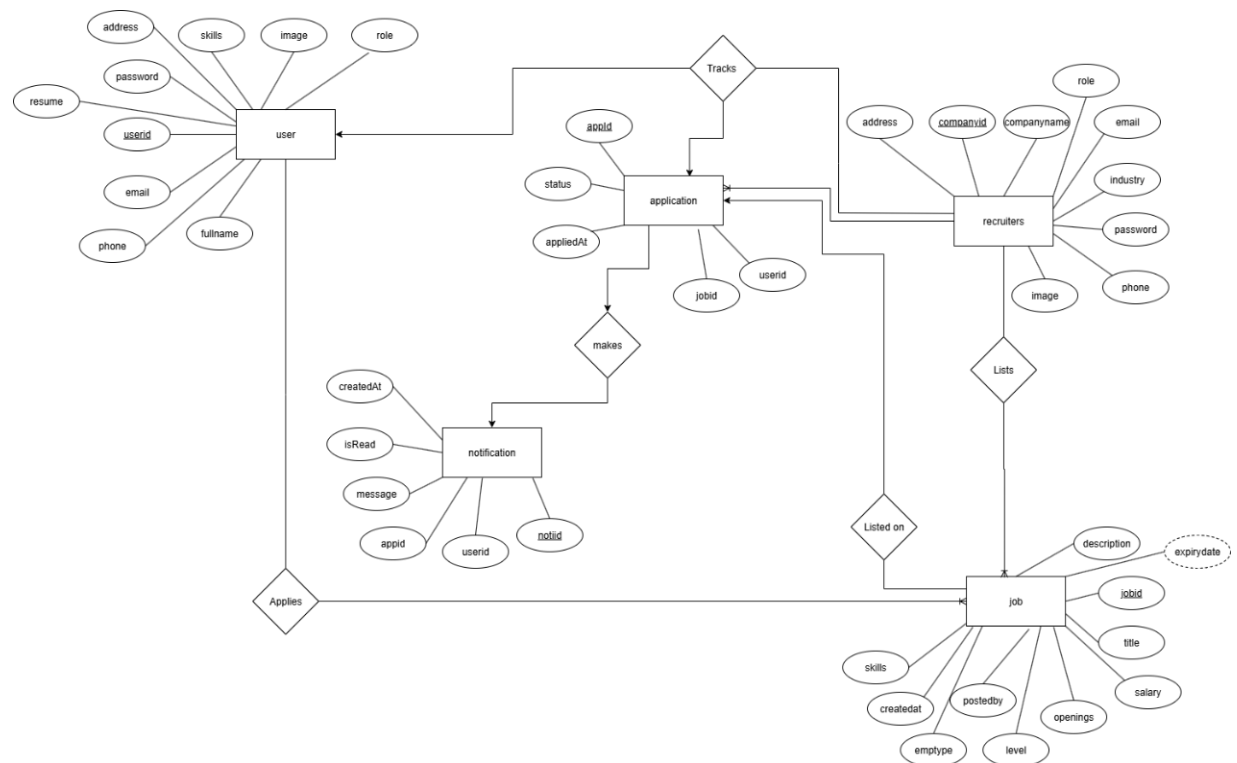 address
skills
image
role
password
resume
userid
user
email
phone
fullname
Tracks
appId
status
application
appliedAt
jobid
userid
role
address
companyid
companyname
email
industry
recruiters
password
image
phone
makes
Lists
createdAt
isRead
notification
message
appid
userid
notiid
Listed on
description
expirydate
Applies
job
jobid
title
skills
salary
createdat
postedby
openings
emptype
level